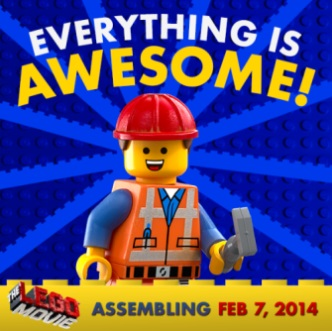 EVERYTHING IS
AWESOME!
THE
LEGO
MOVIE
ASSEMBLING FEB 7, 2014